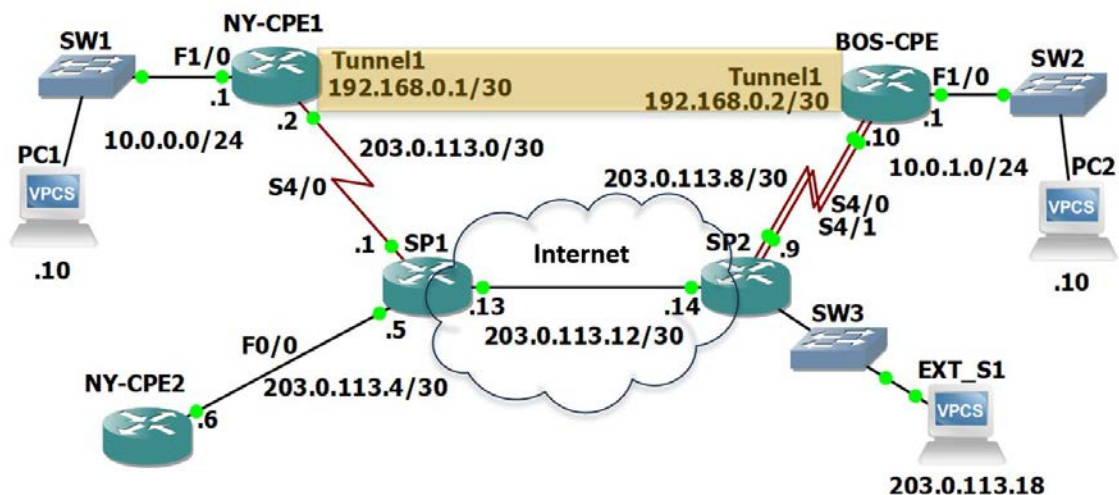 NY-CPE1
BOS-CPE
SW1
F1/0
Tunnel1
192.168.0.1/30
Tunnel1
192.168.0.2/30
F1/0
SW2
.1
.2
.10
.1
10.0.0.0/24
203.0.113.0/30
10.0.1.0/24
PC1
VPCS
.10
S4/0
203.0.113.8/30
S4/0
S4/1
PC2
VPCS
.10
.1
SP1
Internet
SP2
.9
.13
.14
203.0.113.12/30
.5
F0/0
203.0.113.4/30
NY-CPE2
.6
SW3
EXT_S1
VPCS
203.0.113.18